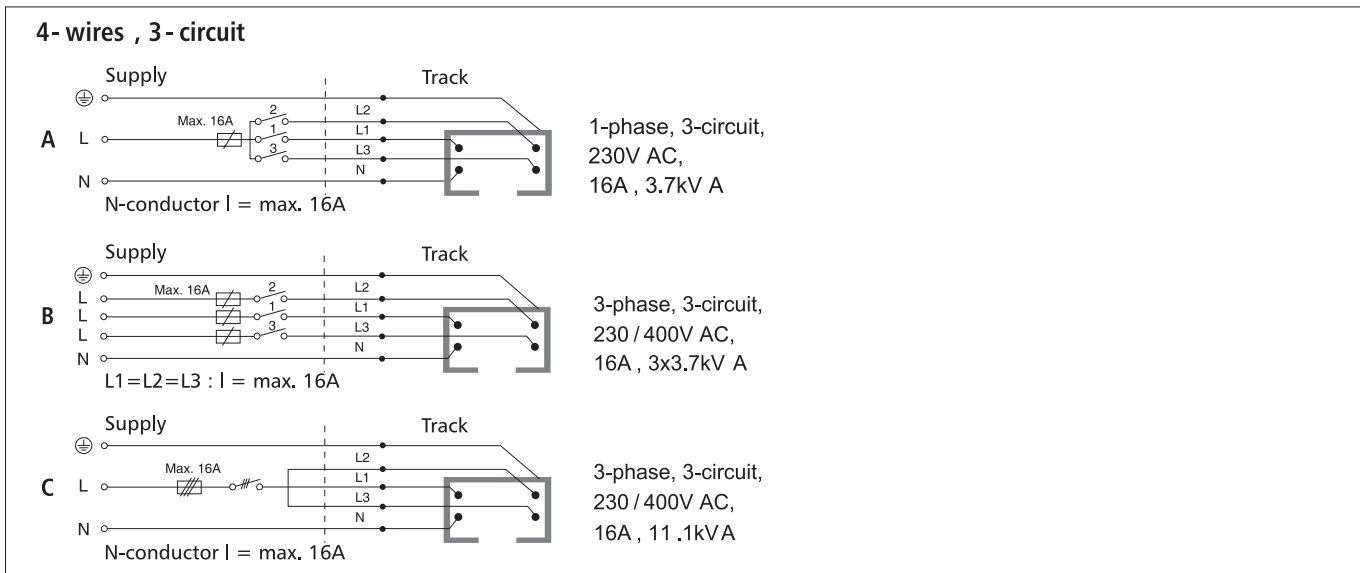 4- wires , 3- circuit
Supply
Track
Max. 16A
2
1
3
L2
L1
L3
N
A
L
N
N-conductor I = max. 16A
1-phase, 3-circuit,
230V AC,
16A , 3.7kV A
Supply
Track
Max. 16A
2
1
3
L2
L1
L3
N
B
L
L
L
N
L1=L2=L3 : I = max. 16A
3-phase, 3-circuit,
230 / 400V AC,
16A , 3x3.7kV A
Supply
Track
Max. 16A
L2
L1
L3
N
C
L
N
N-conductor I = max. 16A
3-phase, 3-circuit,
230 / 400V AC,
16A , 11 .1kV A